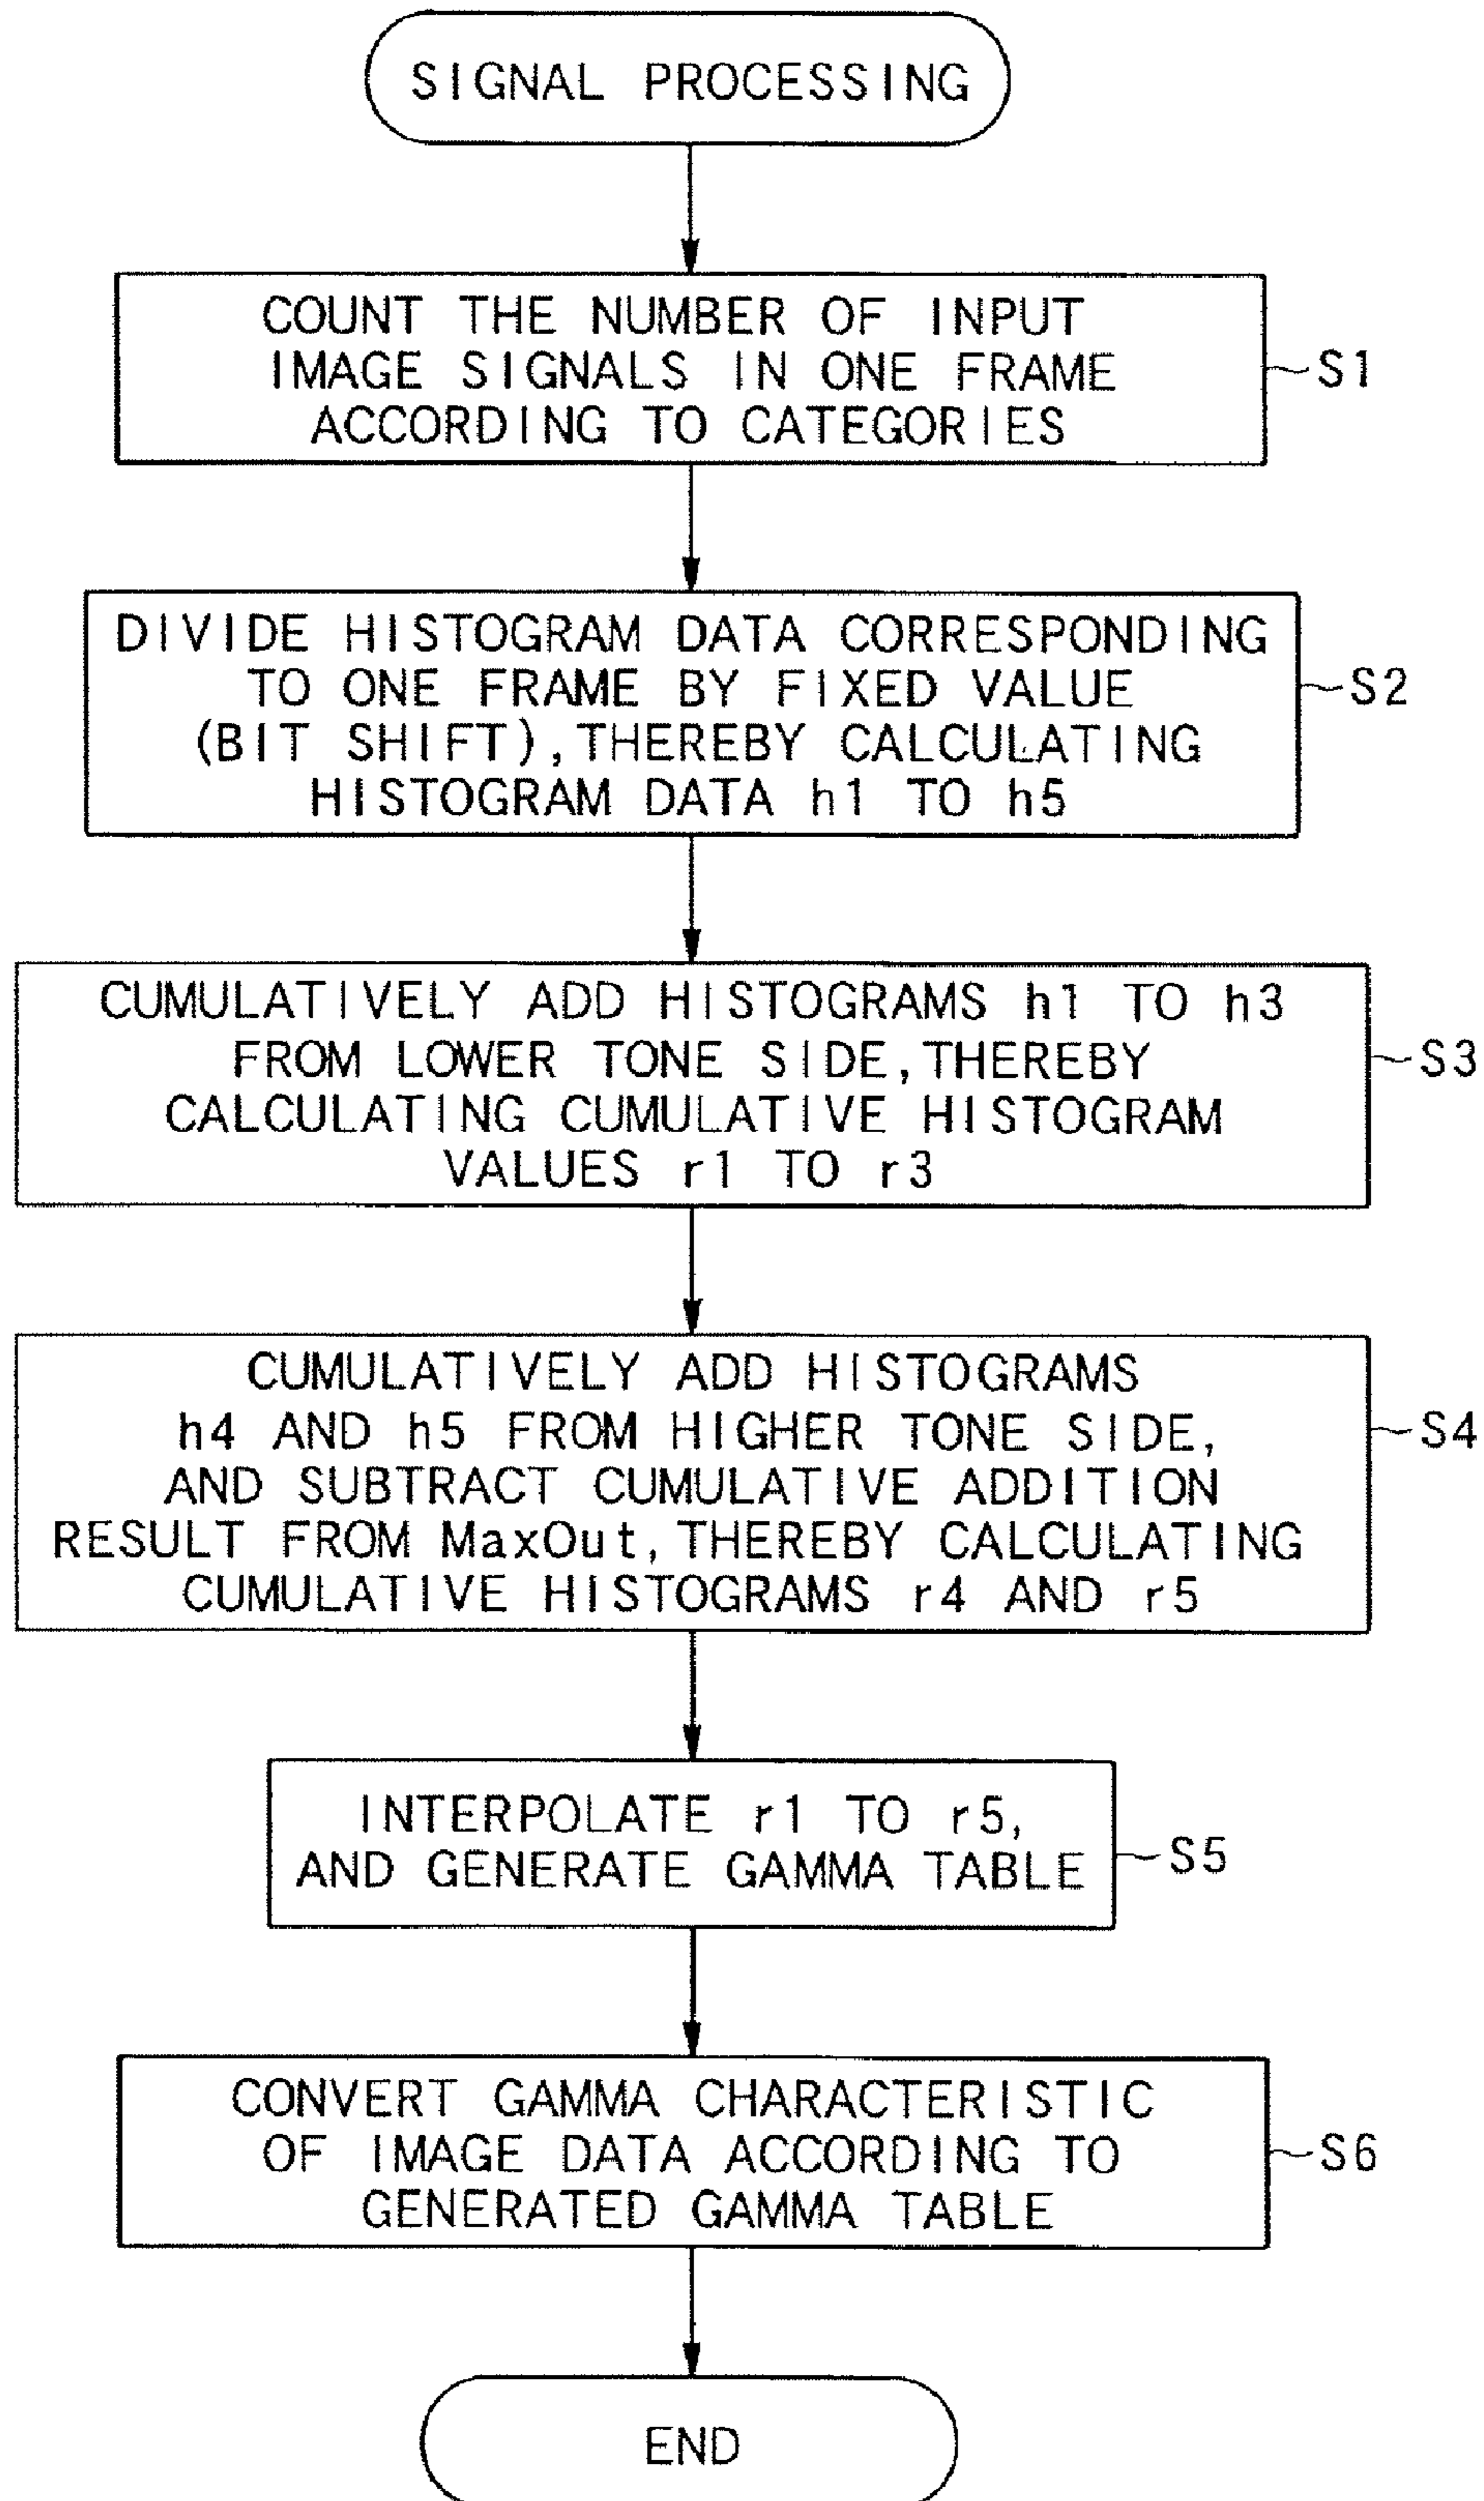 SIGNAL PROCESSING
COUNT THE NUMBER OF INPUT
IMAGE SIGNALS IN ONE FRAME
ACCORDING TO CATEGORIES
S1
DIVIDE HISTOGRAM DATA CORRESPONDING
TO ONE FRAME BY FIXED VALUE
(BIT SHIFT), THEREBY CALCULATING
HISTOGRAM DATA h1 TO h5
S2
CUMULATIVELY ADD HISTOGRAMS h1 TO h3
FROM LOWER TONE SIDE, THEREBY
CALCULATING CUMULATIVE HISTOGRAM
VALUES r1 TO r3
S3
CUMULATIVELY ADD HISTOGRAMS
h4 AND h5 FROM HIGHER TONE SIDE,
AND SUBTRACT CUMULATIVE ADDITION
RESULT FROM MaxOut, THEREBY CALCULATING
CUMULATIVE HISTOGRAMS r4 AND r5
S4
INTERPOLATE r1 TO r5,
AND GENERATE GAMMA TABLE
S5
CONVERT GAMMA CHARACTERISTIC
OF IMAGE DATA ACCORDING TO
GENERATED GAMMA TABLE
S6
END